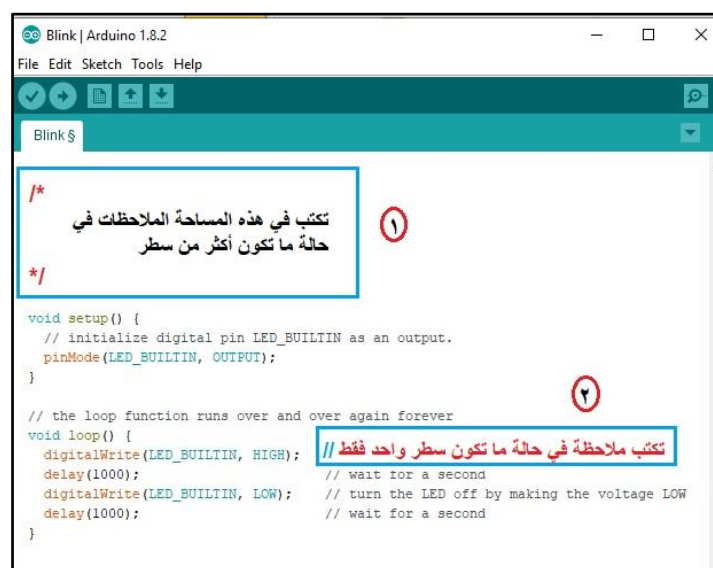 Blink | Arduino 1.8.2
File Edit Sketch Tools Help
Blink §
/*
تكتب في هذه المساحة الملاحظات في
حالة ما تكون أكثر من سطر
*/
١
void setup() {
// initialize digital pin LED_BUILTIN as an output.
pinMode(LED_BUILTIN, OUTPUT);
}
٢
// the loop function runs over and over again forever
void loop() {
digitalWrite(LED_BUILTIN, HIGH); // تكتب ملاحظة في حالة ما تكون سطر واحد فقط
delay(1000); // wait for a second
digitalWrite(LED_BUILTIN, LOW); // turn the LED off by making the voltage LOW
delay(1000); // wait for a second
}